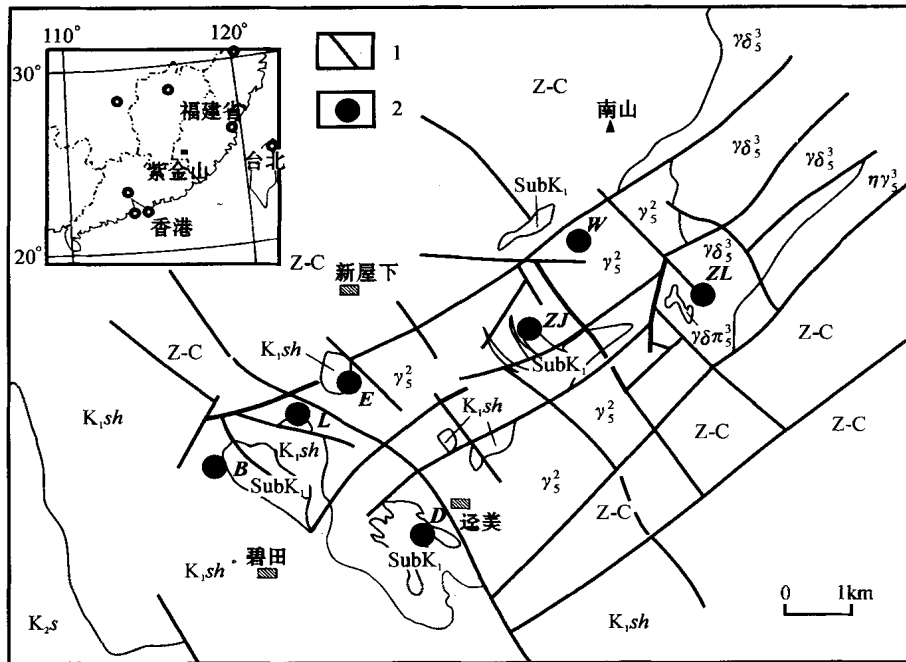 110°
120°
30°
20°
福建省
紫金山
台北
香港
1
2
γδ₅³
Z-C
南山
γδ₅³
γδ₅³
ηγ₅³
SubK₁
W
γ₅²
γδ₅³
ZL
Z-C
新屋下
ZJ
γδπ₅³
Z-C
Z-C
K₁sh
SubK₁
E
γ₅²
K₁sh
L
K₁sh
γ₅²
Z-C
Z-C
K₁sh
B
SubK₁
γ₅²
D
迳美
Z-C
碧田
K₁sh
SubK₁
0 1km
K₂s
K₁sh